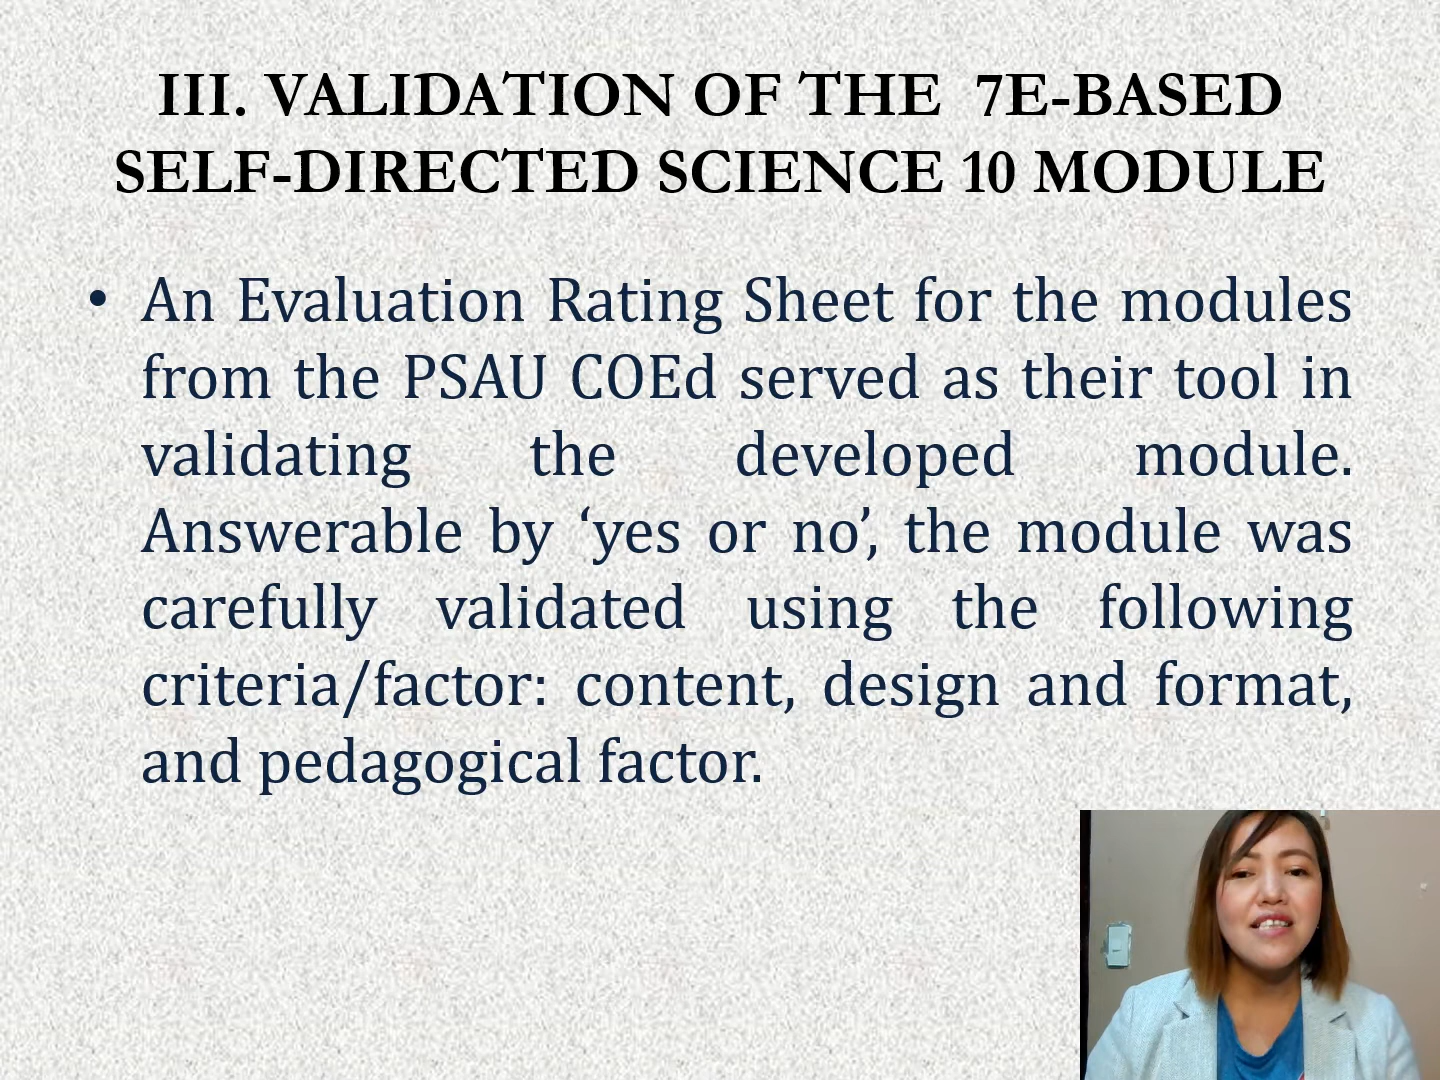 III. VALIDATION OF THE 7E-BASED
SELF-DIRECTED SCIENCE 10 MODULE
• An Evaluation Rating Sheet for the modules
from the PSAU COEd served as their tool in
validating the developed module.
Answerable by ‘yes or no’, the module was
carefully validated using the following
criteria/factor: content, design and format,
and pedagogical factor.